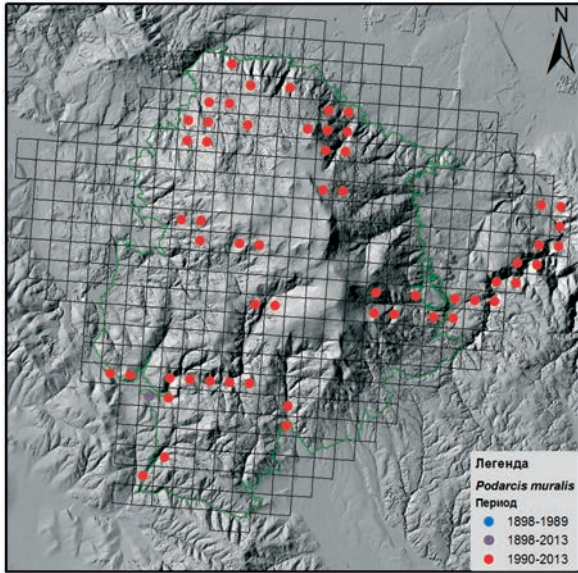 N
Легенда
Podarcis muralis
Период
1898-1989
1898-2013
1990-2013